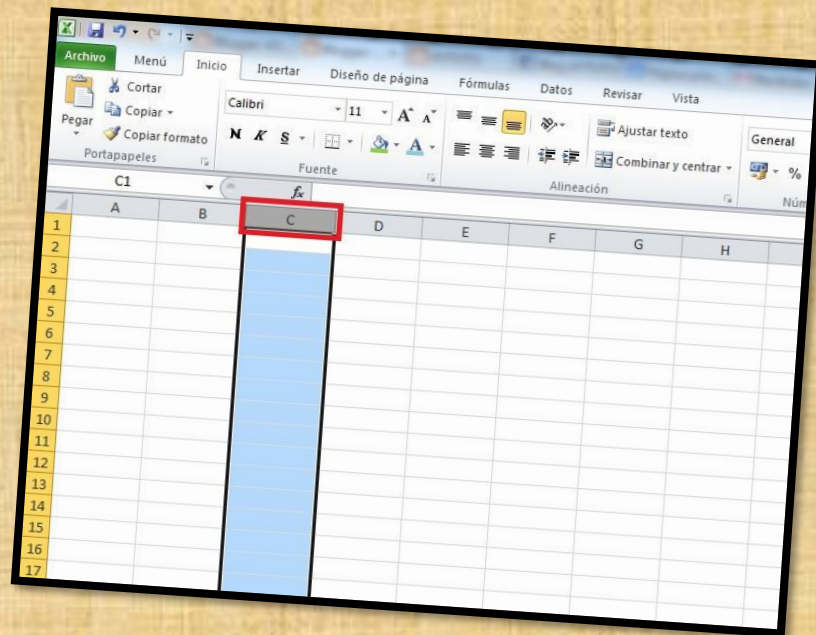 Archivo Menú Inicio Insertar Diseño de página Fórmulas Datos Revisar Vista
Cortar
Copiar
Copiar formato
Pegar
Portapapeles
Calibri 11 A A
N K S A
Fuente
Ajustar texto
Combinar y centrar
Alineación
General
%
Núm
C1 fx
A B C D E F G H
1
2
3
4
5
6
7
8
9
10
11
12
13
14
15
16
17